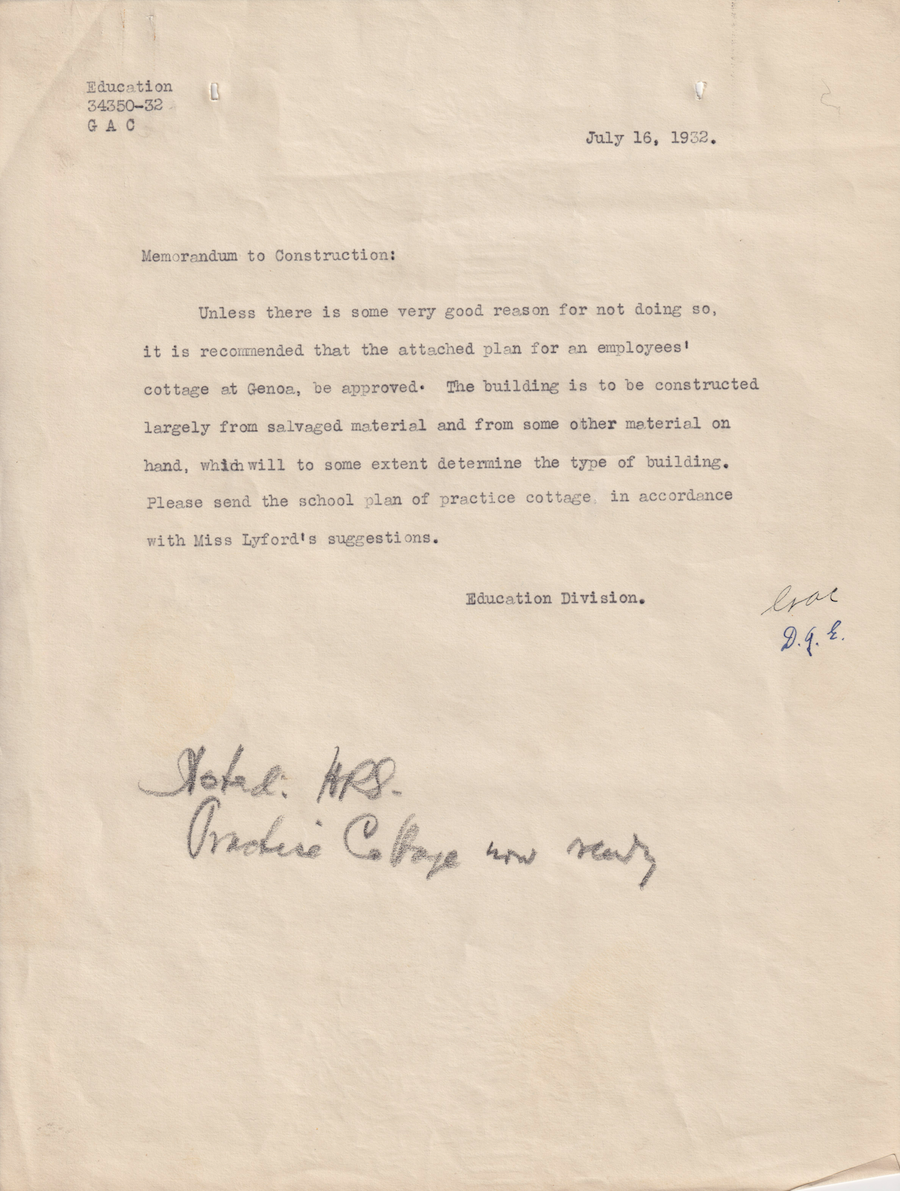 Education
34350-32
G A C
July 16, 1932.
Memorandum to Construction:
Unless there is some very good reason for not doing so,
it is recommended that the attached plan for an employees'
cottage at Genoa, be approved. The building is to be constructed
largely from salvaged material and from some other material on
hand, which will to some extent determine the type of building.
Please send the school plan of practice cottage, in accordance
with Miss Lyford's suggestions.
Education Division.
D. G. E.
Noted: HRS.
Practise Cottage now ready